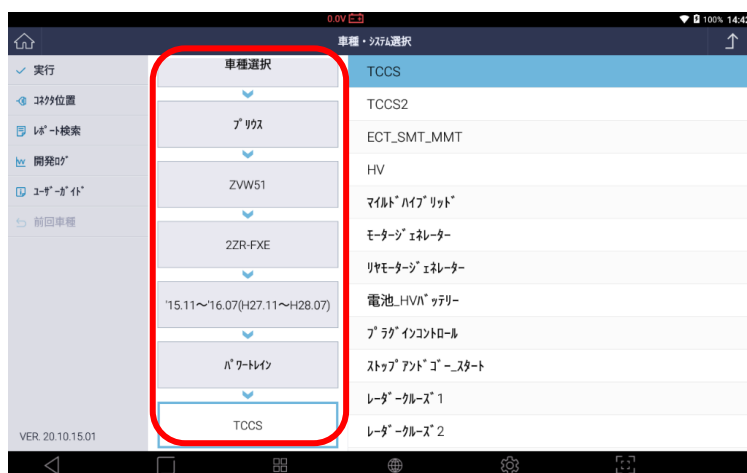 0.0V
100% 14:42
車種・ｼｽﾃﾑ選択
実行
ｺﾈｸﾀ位置
ﾚﾎﾟｰﾄ検索
開発ﾛｸﾞ
ﾕｰｻﾞｰｶﾞｲﾄﾞ
前回車種
VER. 20.10.15.01
車種選択
ﾌﾟﾘｳｽ
ZVW51
2ZR-FXE
'15.11～'16.07(H27.11～H28.07)
ﾊﾟﾜｰﾄﾚｲﾝ
TCCS
TCCS
TCCS2
ECT_SMT_MMT
HV
ﾏｲﾙﾄﾞﾊｲﾌﾞﾘｯﾄﾞ
ﾓｰﾀｰｼﾞｪﾈﾚｰﾀｰ
ﾘﾔﾓｰﾀｰｼﾞｪﾈﾚｰﾀｰ
電池_HVﾊﾞｯﾃﾘｰ
ﾌﾟﾗｸﾞｲﾝｺﾝﾄﾛｰﾙ
ｽﾄｯﾌﾟｱﾝﾄﾞｺﾞｰ_ｽﾀｰﾄ
ﾚｰﾀﾞｰｸﾙｰｽﾞ1
ﾚｰﾀﾞｰｸﾙｰｽﾞ2